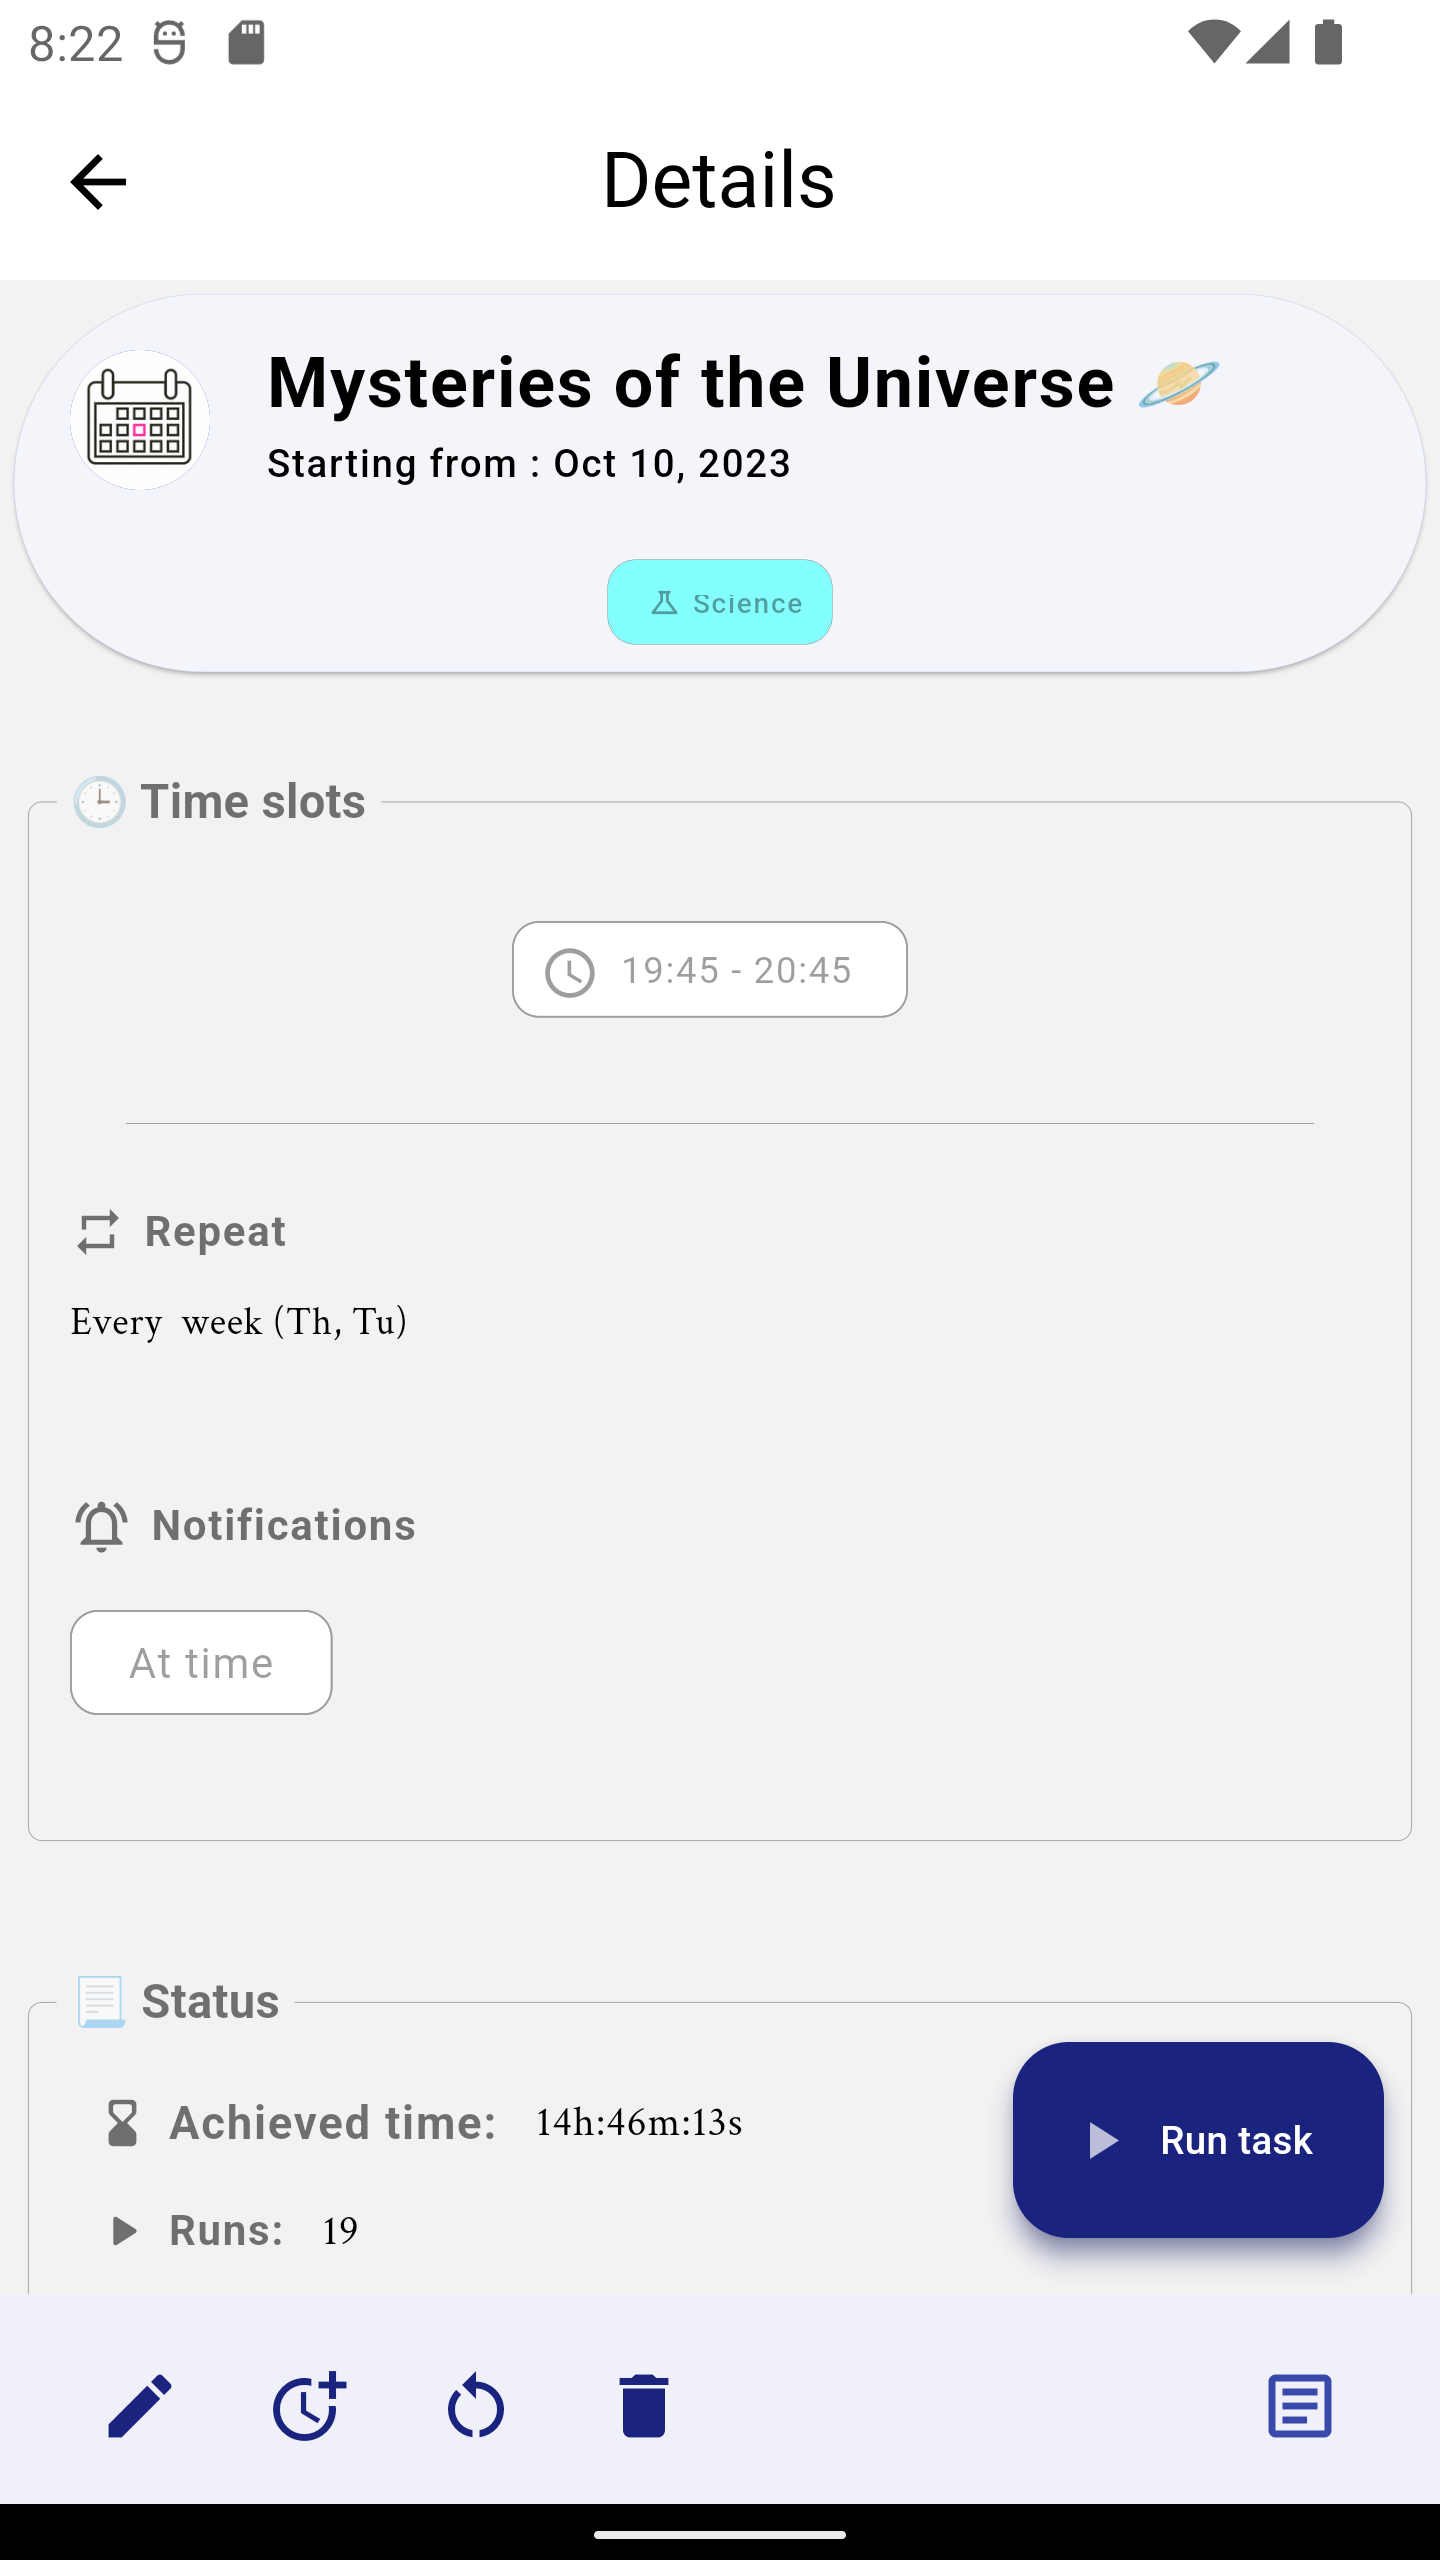 8:22
Details
Mysteries of the Universe 🪐
Starting from : Oct 10, 2023
Science
🕒 Time slots
19:45 - 20:45
Repeat
Every  week (Th, Tu)
Notifications
At time
📃 Status
Achieved time: 14h:46m:13s
Run task
Runs: 19